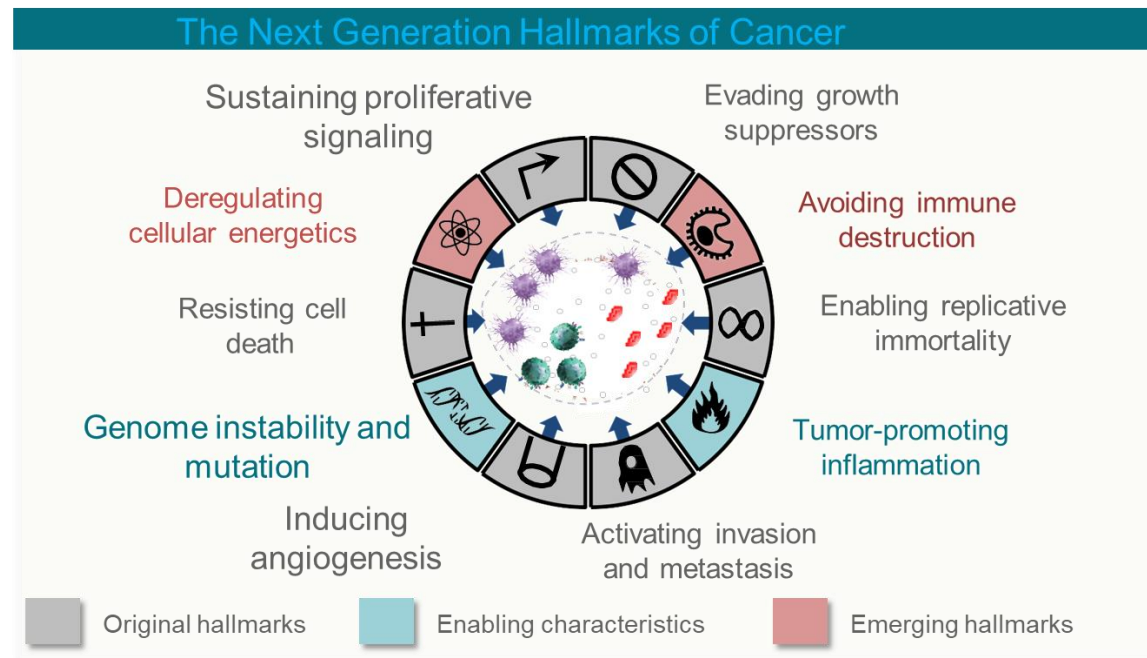 The Next Generation Hallmarks of Cancer
Sustaining proliferative
signaling
Evading growth
suppressors
Deregulating
cellular energetics
Avoiding immune
destruction
Resisting cell
death
Enabling replicative
immortality
Genome instability and
mutation
Tumor-promoting
inflammation
Inducing
angiogenesis
Activating invasion
and metastasis
Original hallmarks
Enabling characteristics
Emerging hallmarks